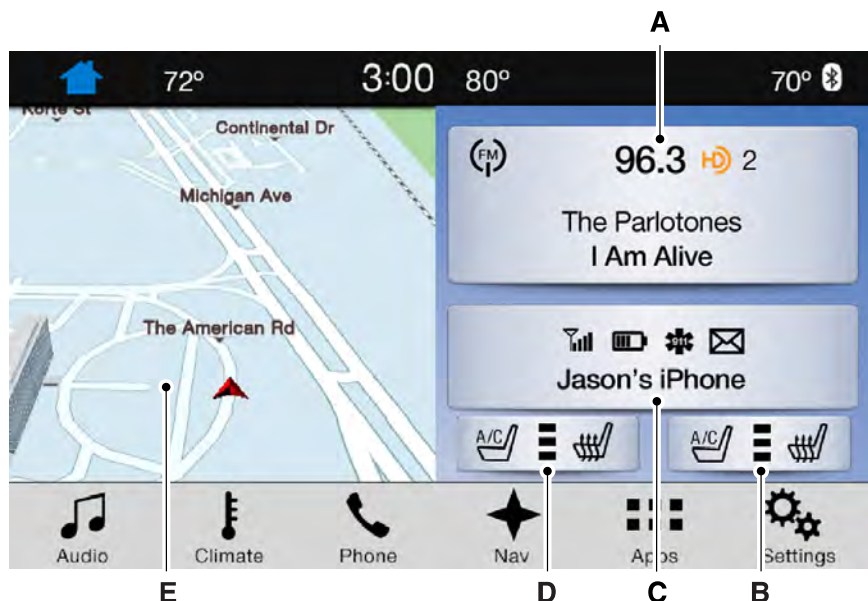 A
72° 3:00 80° 70°
Korte St
Continental Dr
Michigan Ave
The American Rd
FM 96.3 HD 2
The Parlotones
I Am Alive
911
Jason's iPhone
A/C A/C
Audio Climate Phone Nav Apps Settings
E D C B